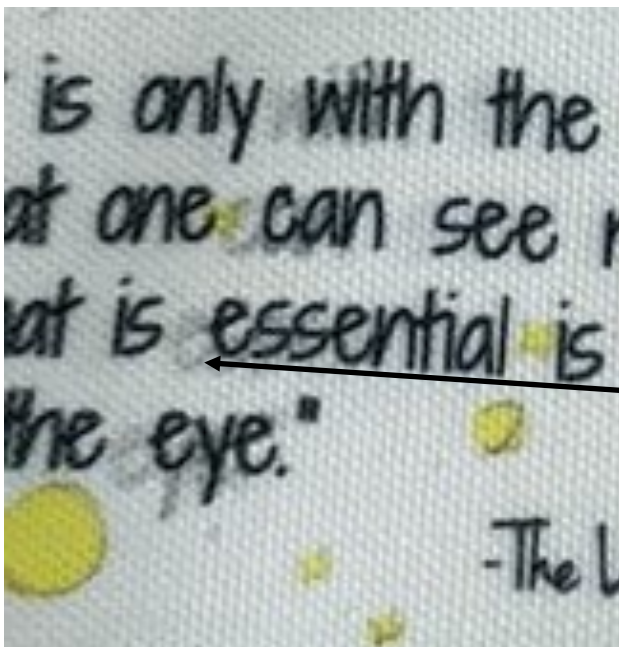 is only with the
at one can see
at is essential is
the eye."
-The